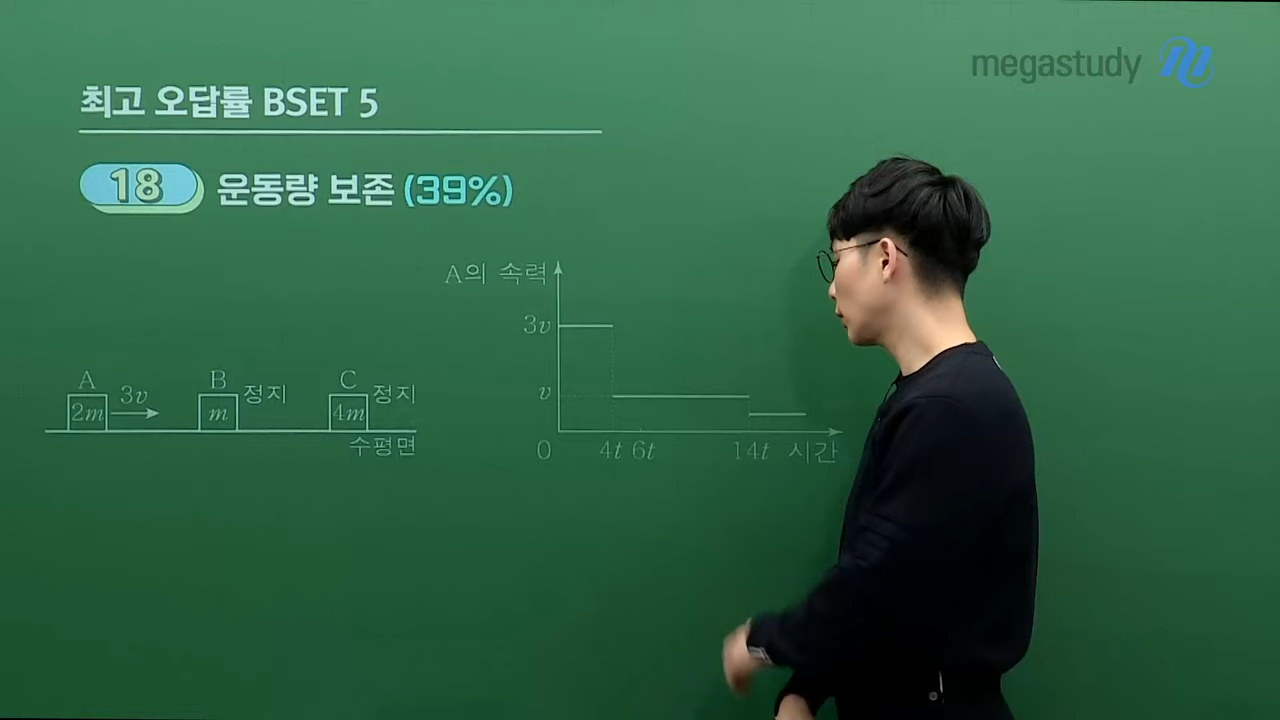 megastudy
최고 오답률 BSET 5
18 운동량 보존 (39%)
A의 속력
3v
v
0 4t 6t 14t 시간
A 3v B 정지 C 정지
2m m 4m
수평면